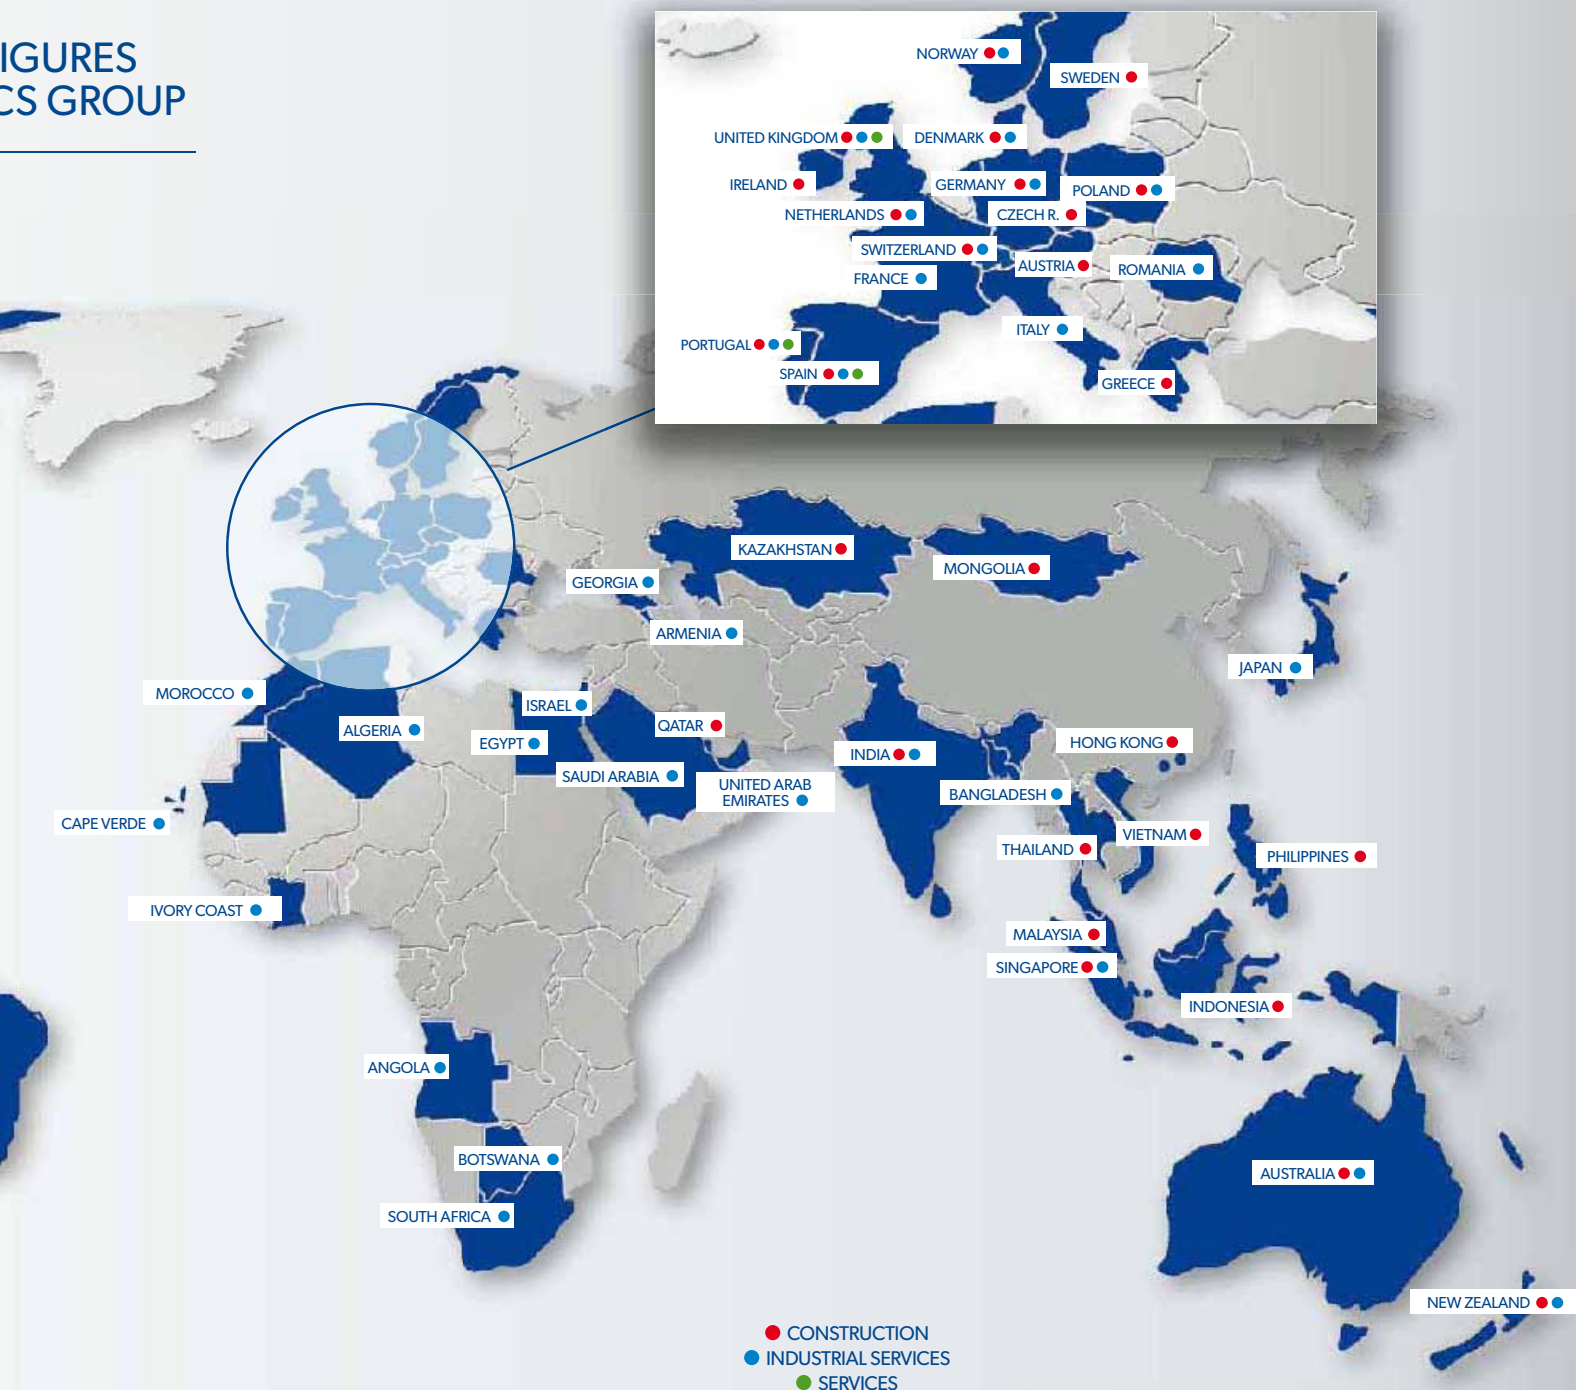 IGURES
CS GROUP
NORWAY
SWEDEN
UNITED KINGDOM
DENMARK
IRELAND
GERMANY
POLAND
NETHERLANDS
CZECH R.
SWITZERLAND
AUSTRIA
ROMANIA
FRANCE
ITALY
PORTUGAL
SPAIN
GREECE
KAZAKHSTAN
MONGOLIA
GEORGIA
ARMENIA
JAPAN
MOROCCO
ISRAEL
ALGERIA
QATAR
EGYPT
HONG KONG
INDIA
SAUDI ARABIA
UNITED ARAB
EMIRATES
BANGLADESH
CAPE VERDE
VIETNAM
THAILAND
PHILIPPINES
IVORY COAST
MALAYSIA
SINGAPORE
INDONESIA
ANGOLA
BOTSWANA
AUSTRALIA
SOUTH AFRICA
NEW ZEALAND
CONSTRUCTION
INDUSTRIAL SERVICES
SERVICES